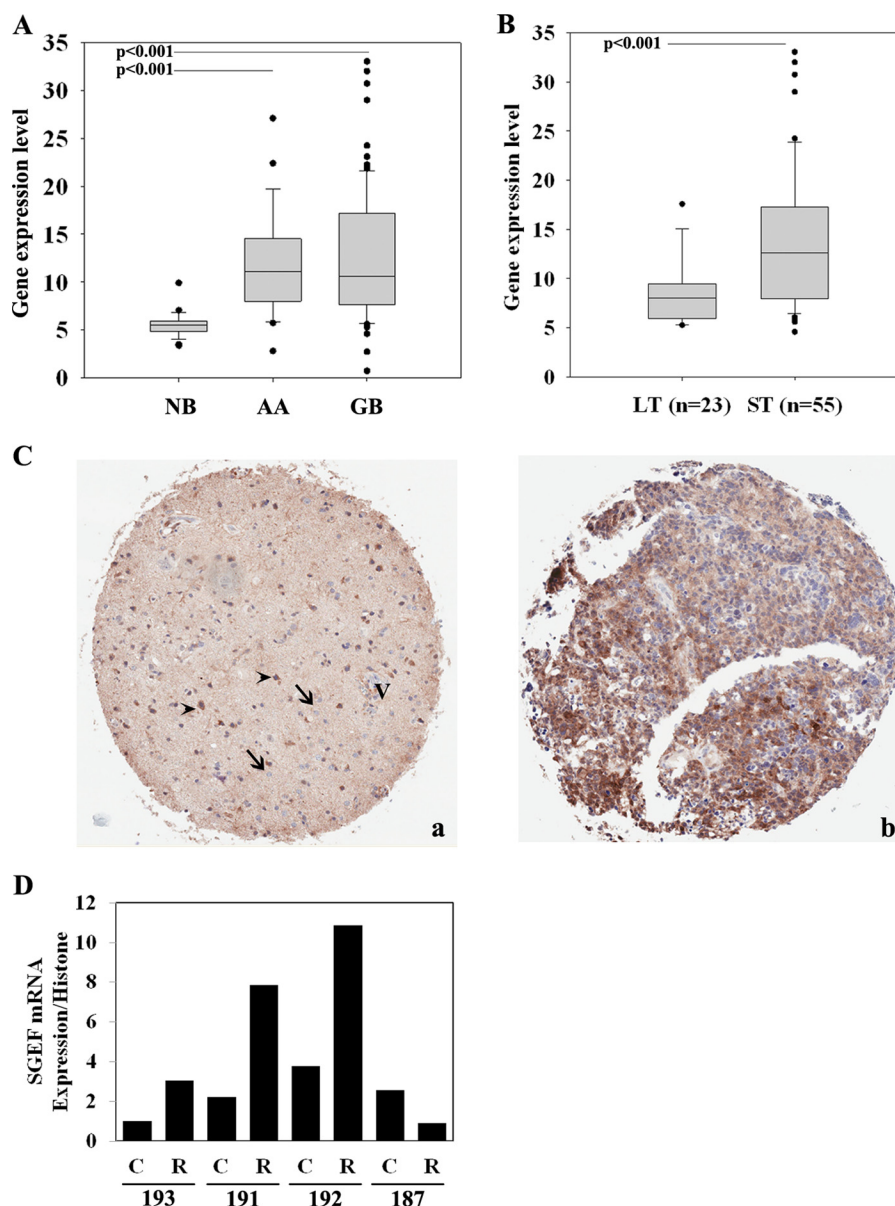 A
p<0.001
p<0.001
Gene expression level
35
30
25
20
15
10
5
0
NB AA GB
B
p<0.001
Gene expression level
35
30
25
20
15
10
5
0
LT (n=23) ST (n=55)
C
V
a
b
D
SGEF mRNA
Expression/Histone
12
10
8
6
4
2
0
C R C R C R C R
193 191 192 187